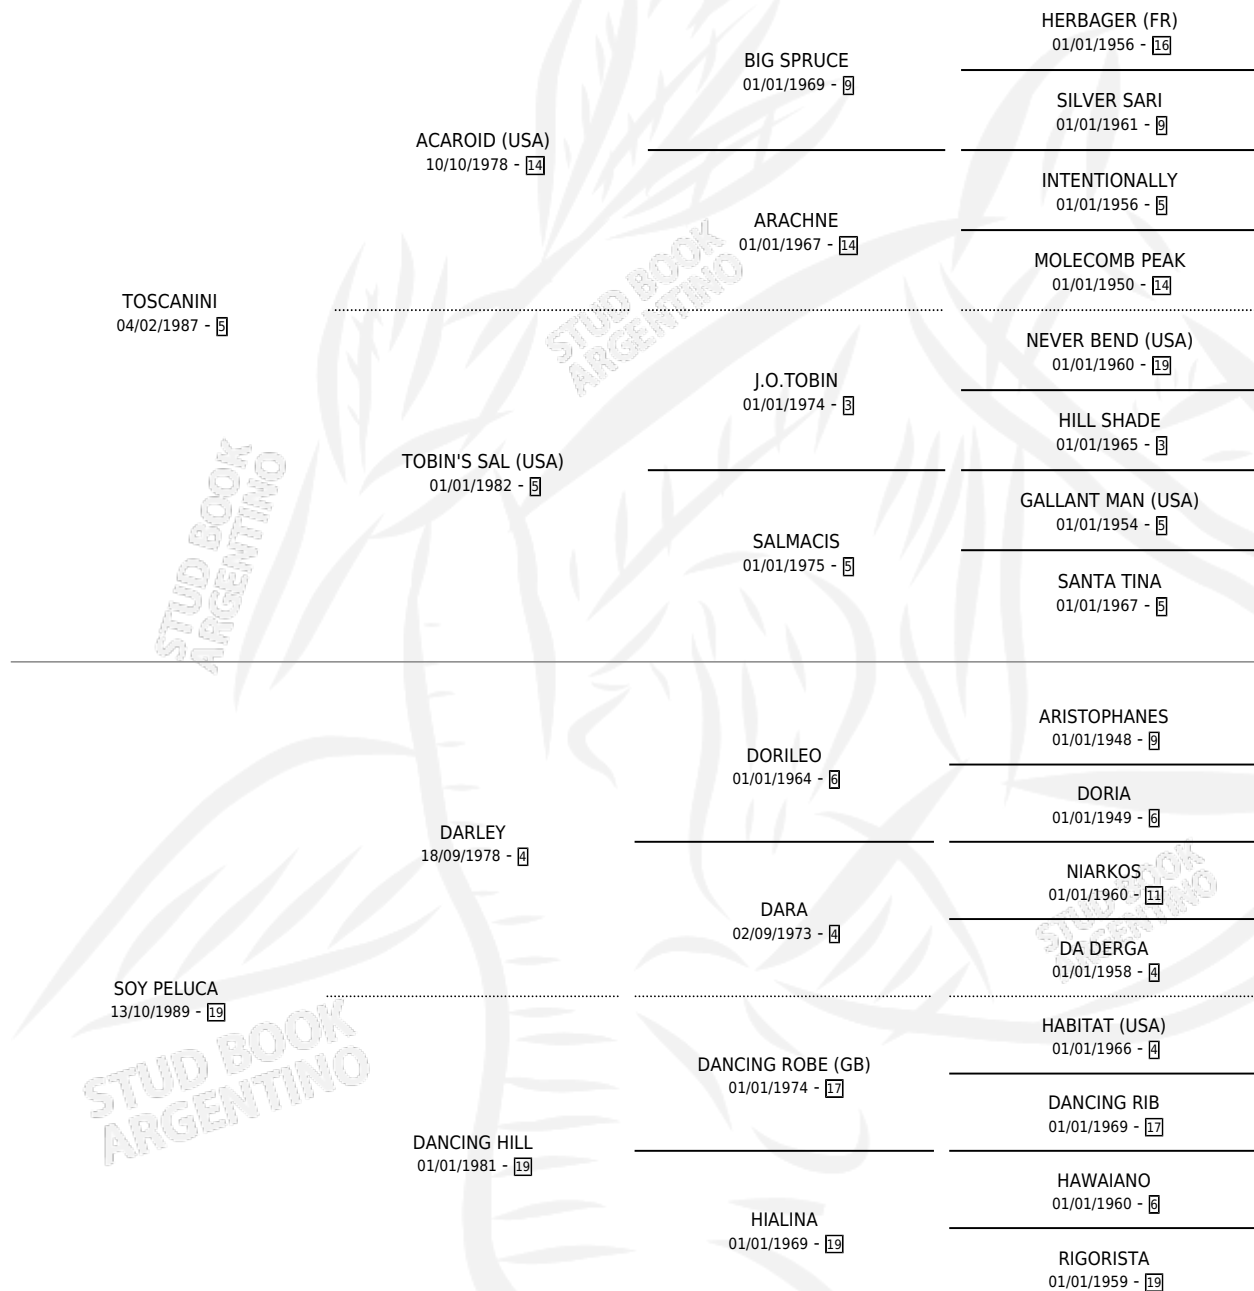 HERBAGER (FR)
01/01/1956 - 16
BIG SPRUCE
01/01/1969 - 9
SILVER SARI
01/01/1961 - 9
ACAROID (USA)
10/10/1978 - 14
INTENTIONALLY
01/01/1956 - 5
ARACHNE
01/01/1967 - 14
MOLECOMB PEAK
01/01/1950 - 14
TOSCANINI
04/02/1987 - 5
NEVER BEND (USA)
01/01/1960 - 19
J.O.TOBIN
01/01/1974 - 3
HILL SHADE
01/01/1965 - 3
TOBIN'S SAL (USA)
01/01/1982 - 5
GALLANT MAN (USA)
01/01/1954 - 5
SALMACIS
01/01/1975 - 5
SANTA TINA
01/01/1967 - 5
ARISTOPHANES
01/01/1948 - 9
DORILEO
01/01/1964 - 6
DORIA
01/01/1949 - 6
DARLEY
18/09/1978 - 4
NIARKOS
01/01/1960 - 11
DARA
02/09/1973 - 4
DA DERGA
01/01/1958 - 4
SOY PELUCA
13/10/1989 - 19
HABITAT (USA)
01/01/1966 - 4
DANCING ROBE (GB)
01/01/1974 - 17
DANCING RIB
01/01/1969 - 17
DANCING HILL
01/01/1981 - 19
HAWAIANO
01/01/1960 - 6
HIALINA
01/01/1969 - 19
RIGORISTA
01/01/1959 - 19
STUD BOOK
ARGENTINO
STUD BOOK
ARGENTINO
STUD BOOK
ARGENTINO
STUD BOOK
ARGENTINO